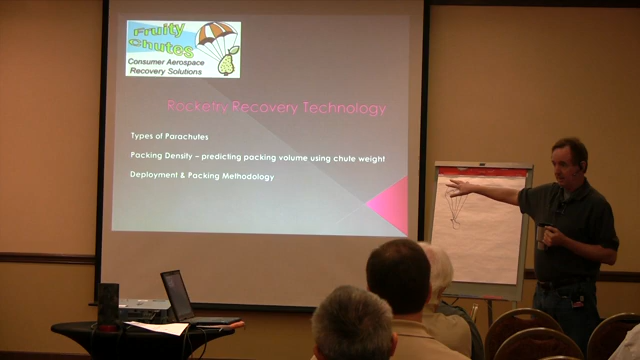 Fruity
Chutes
Consumer Aerospace
Recovery Solutions
Rocketry Recovery Technology
Types of Parachutes
Packing Density – predicting packing volume using chute weight
Deployment & Packing Methodology